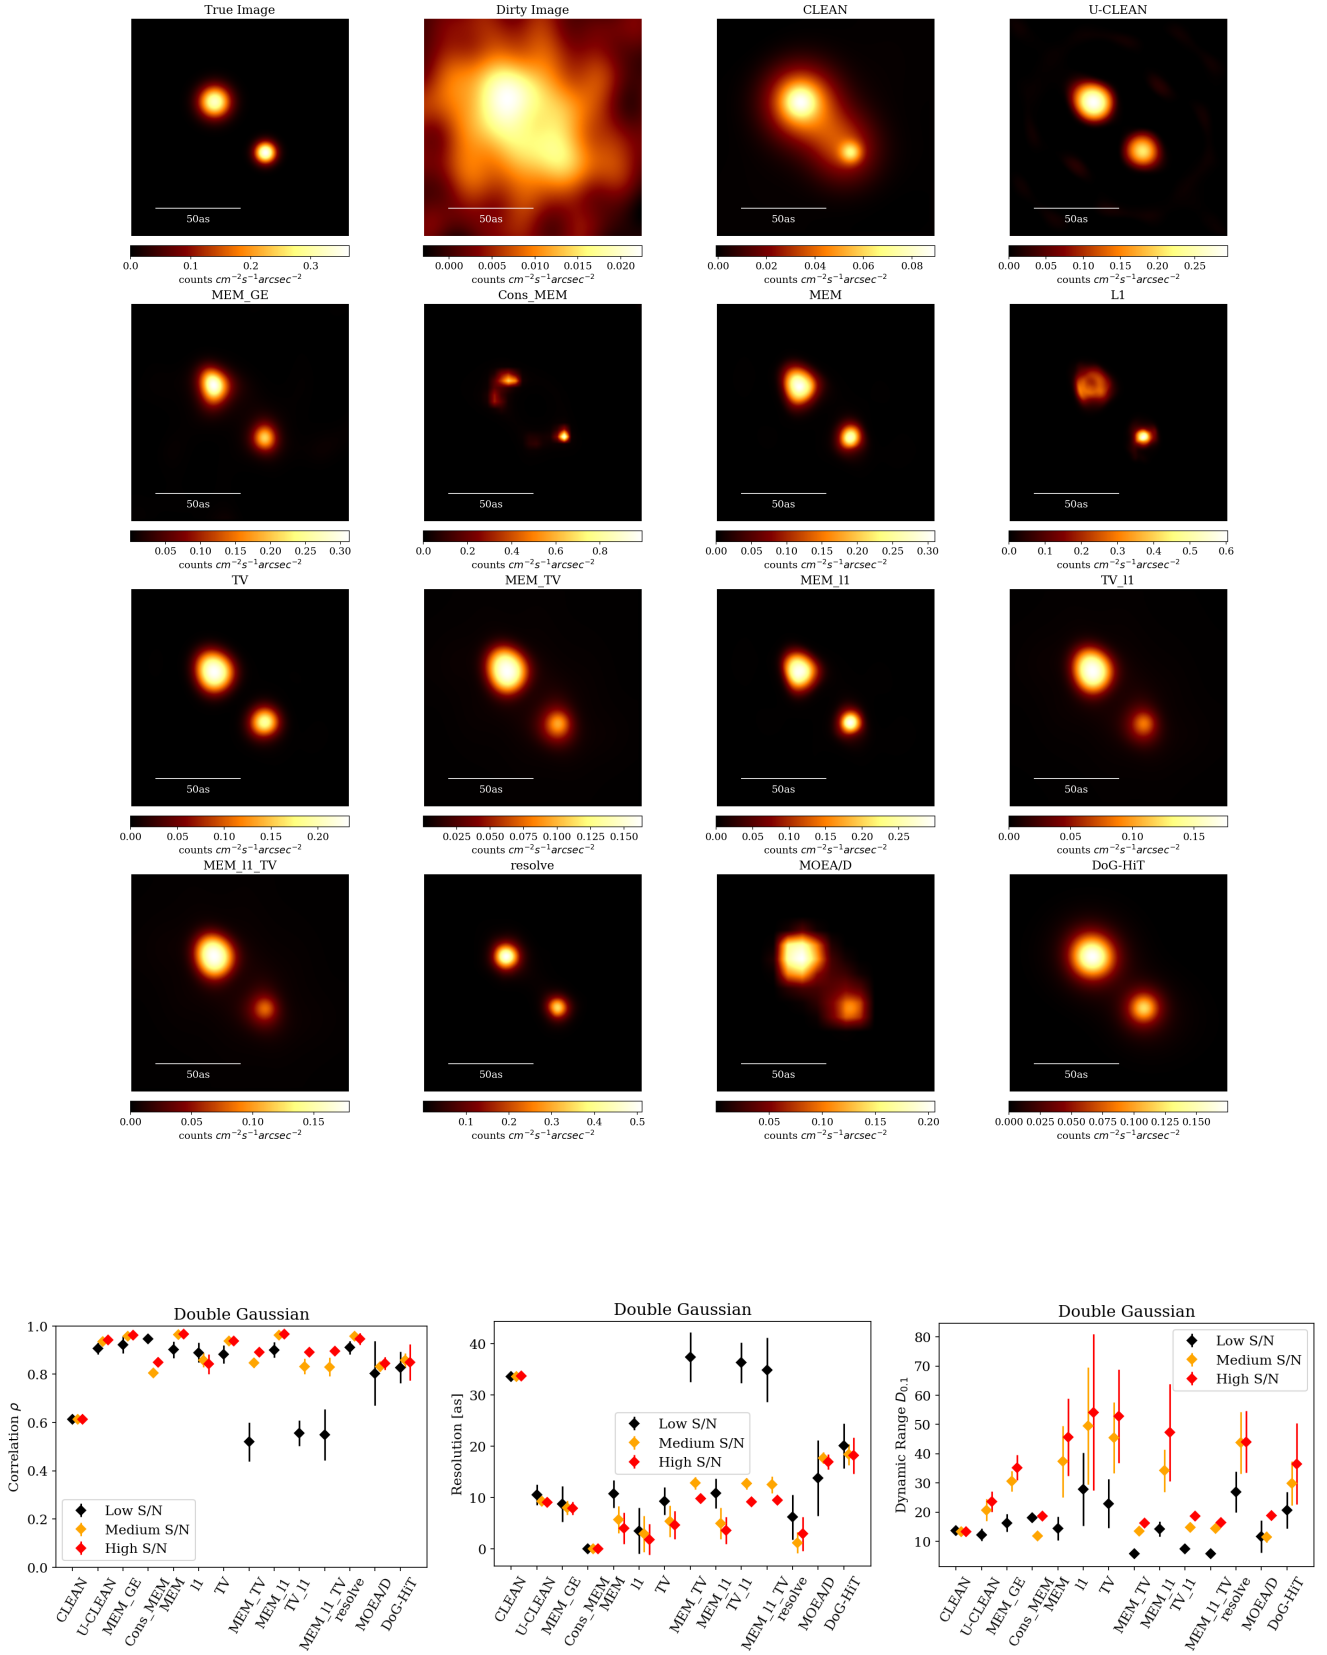 True Image
Dirty Image
CLEAN
U-CLEAN
50as
50as
50as
50as
0.0 0.1 0.2 0.3
0.000 0.005 0.010 0.015 0.020
0.00 0.02 0.04 0.06 0.08
0.00 0.05 0.10 0.15 0.20 0.25
counts cm−2s−1arcsec−2
counts cm−2s−1arcsec−2
counts cm−2s−1arcsec−2
counts cm−2s−1arcsec−2
MEM_GE
Cons_MEM
MEM
L1
50as
50as
50as
50as
0.05 0.10 0.15 0.20 0.25 0.30
0.0 0.2 0.4 0.6 0.8
0.00 0.05 0.10 0.15 0.20 0.25 0.30
0.0 0.1 0.2 0.3 0.4 0.5 0.6
counts cm−2s−1arcsec−2
counts cm−2s−1arcsec−2
counts cm−2s−1arcsec−2
counts cm−2s−1arcsec−2
TV
MEM_TV
MEM_l1
TV_l1
50as
50as
50as
50as
0.00 0.05 0.10 0.15 0.20
0.025 0.050 0.075 0.100 0.125 0.150
0.00 0.05 0.10 0.15 0.20 0.25
0.00 0.05 0.10 0.15
counts cm−2s−1arcsec−2
counts cm−2s−1arcsec−2
counts cm−2s−1arcsec−2
counts cm−2s−1arcsec−2
MEM_l1_TV
resolve
MOEA/D
DoG-HiT
50as
50as
50as
50as
0.00 0.05 0.10 0.15
0.1 0.2 0.3 0.4 0.5
0.05 0.10 0.15 0.20
0.000 0.025 0.050 0.075 0.100 0.125 0.150
counts cm−2s−1arcsec−2
counts cm−2s−1arcsec−2
counts cm−2s−1arcsec−2
counts cm−2s−1arcsec−2
Double Gaussian
Correlation ρ
1.0
0.8
0.6
0.4
0.2
0.0
Low S/N
Medium S/N
High S/N
CLEAN
U-CLEAN
MEM_GE
Cons_MEM
MEM
l1
TV
MEM_TV
MEM_l1
TV_l1
MEM_l1_TV
resolve
MOEA/D
DoG-HiT
Double Gaussian
Resolution [as]
40
30
20
10
0
Low S/N
Medium S/N
High S/N
CLEAN
U-CLEAN
MEM_GE
Cons_MEM
MEM
l1
TV
MEM_TV
MEM_l1
TV_l1
MEM_l1_TV
resolve
MOEA/D
DoG-HiT
Double Gaussian
Dynamic Range D0.1
80
70
60
50
40
30
20
10
Low S/N
Medium S/N
High S/N
CLEAN
U-CLEAN
MEM_GE
Cons_MEM
MEM
l1
TV
MEM_TV
MEM_l1
TV_l1
MEM_l1_TV
resolve
MOEA/D
DoG-HiT